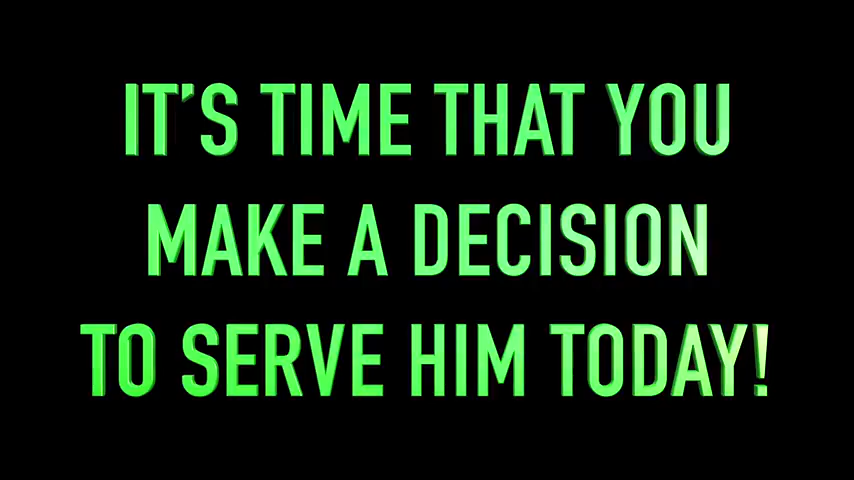 IT’S TIME THAT YOU
MAKE A DECISION
TO SERVE HIM TODAY!